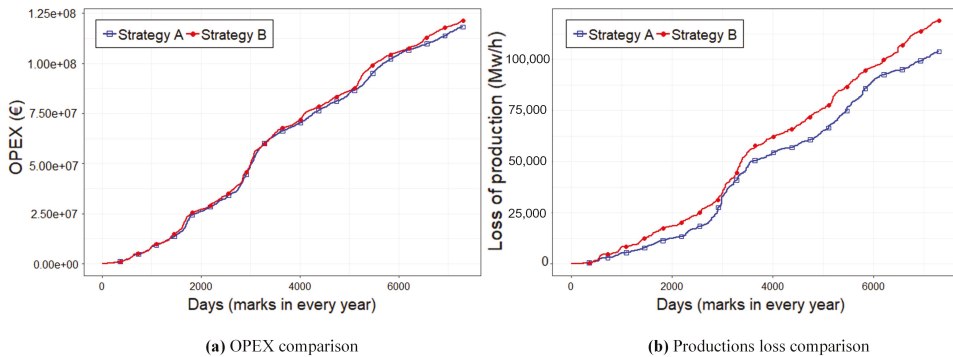 1.25e+08
1.00e+08
7.50e+07
5.00e+07
2.50e+07
0.00e+00
OPEX (€)
Strategy A Strategy B
0 2000 4000 6000
Days (marks in every year)
(a) OPEX comparison
100,000
75,000
50,000
25,000
0
Loss of production (Mw/h)
Strategy A Strategy B
0 2000 4000 6000
Days (marks in every year)
(b) Productions loss comparison